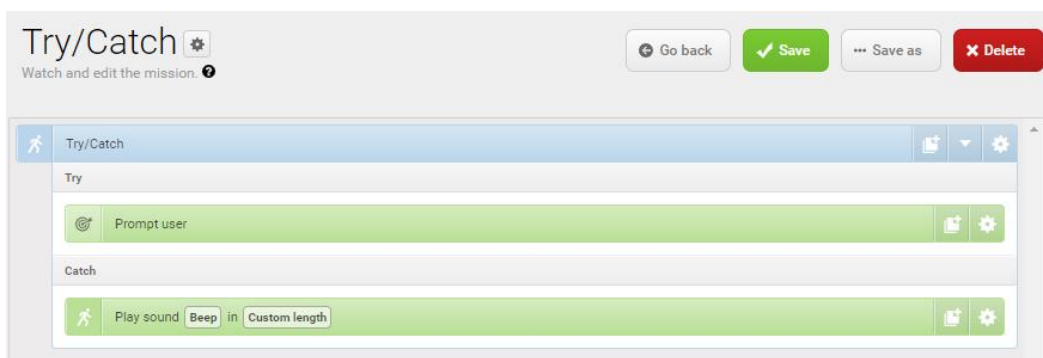 Try/Catch
Watch and edit the mission.
Go back
Save
Save as
Delete
Try/Catch
Try
Prompt user
Catch
Play sound Beep in Custom length